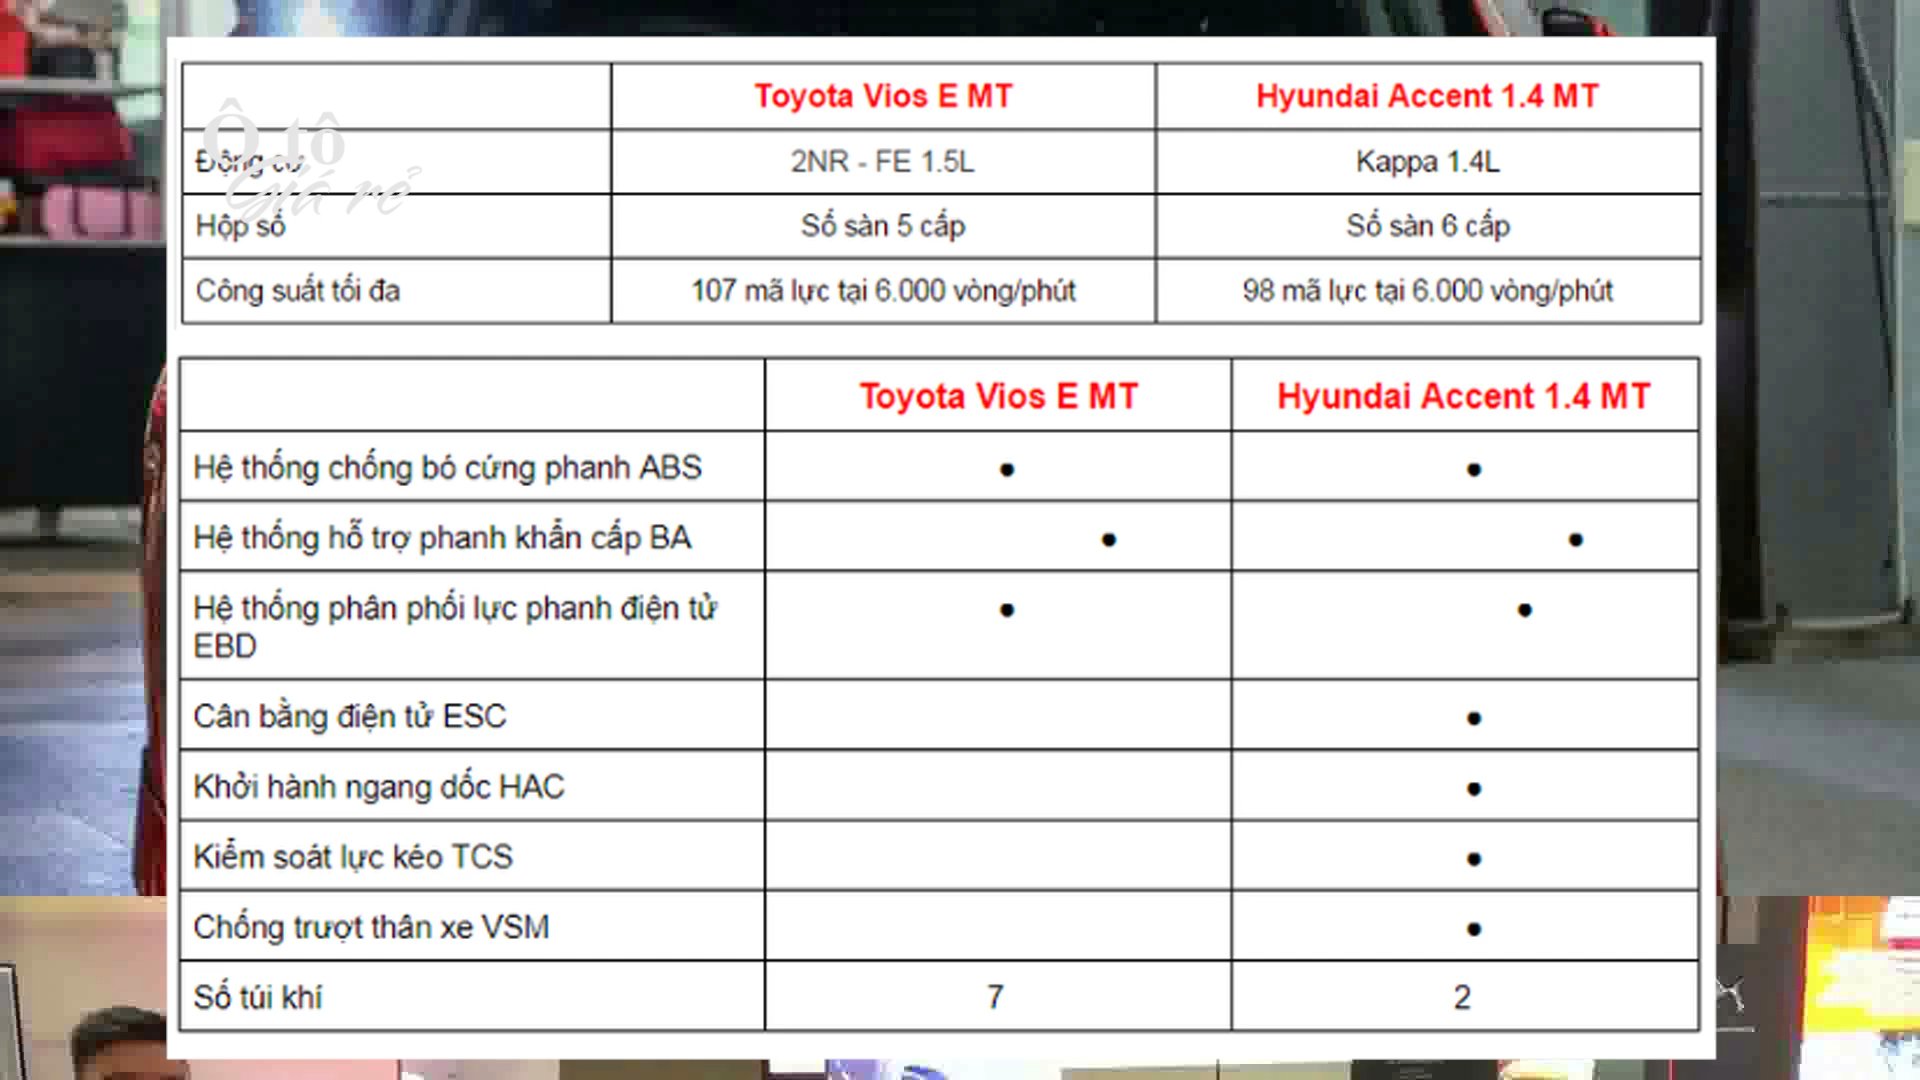 Toyota Vios E MT Hyundai Accent 1.4 MT
Ô tô
Giá rẻ
Động cơ 2NR - FE 1.5L Kappa 1.4L
Hộp số Số sàn 5 cấp Số sàn 6 cấp
Công suất tối đa 107 mã lực tại 6.000 vòng/phút 98 mã lực tại 6.000 vòng/phút
Toyota Vios E MT Hyundai Accent 1.4 MT
Hệ thống chống bó cứng phanh ABS ● ●
Hệ thống hỗ trợ phanh khẩn cấp BA ● ●
Hệ thống phân phối lực phanh điện tử ● ●
EBD
Cân bằng điện tử ESC ●
Khởi hành ngang dốc HAC ●
Kiểm soát lực kéo TCS ●
Chống trượt thân xe VSM ●
Số túi khí 7 2